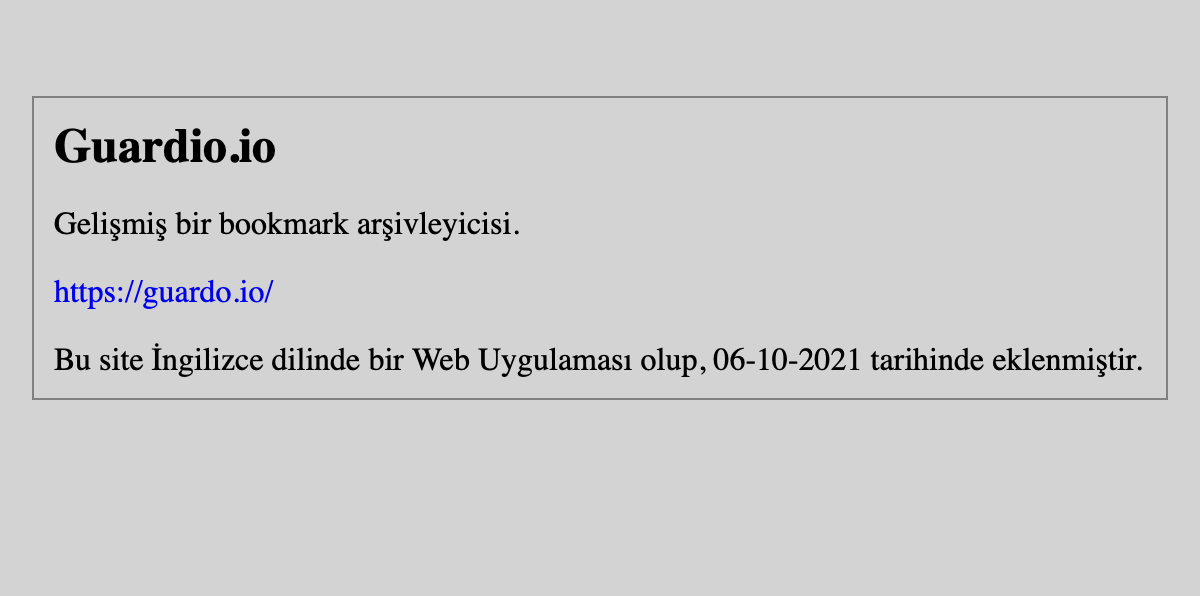 Guardio.io
Gelişmiş bir bookmark arşivleyicisi.
https://guardo.io/
Bu site İngilizce dilinde bir Web Uygulaması olup, 06-10-2021 tarihinde eklenmiştir.